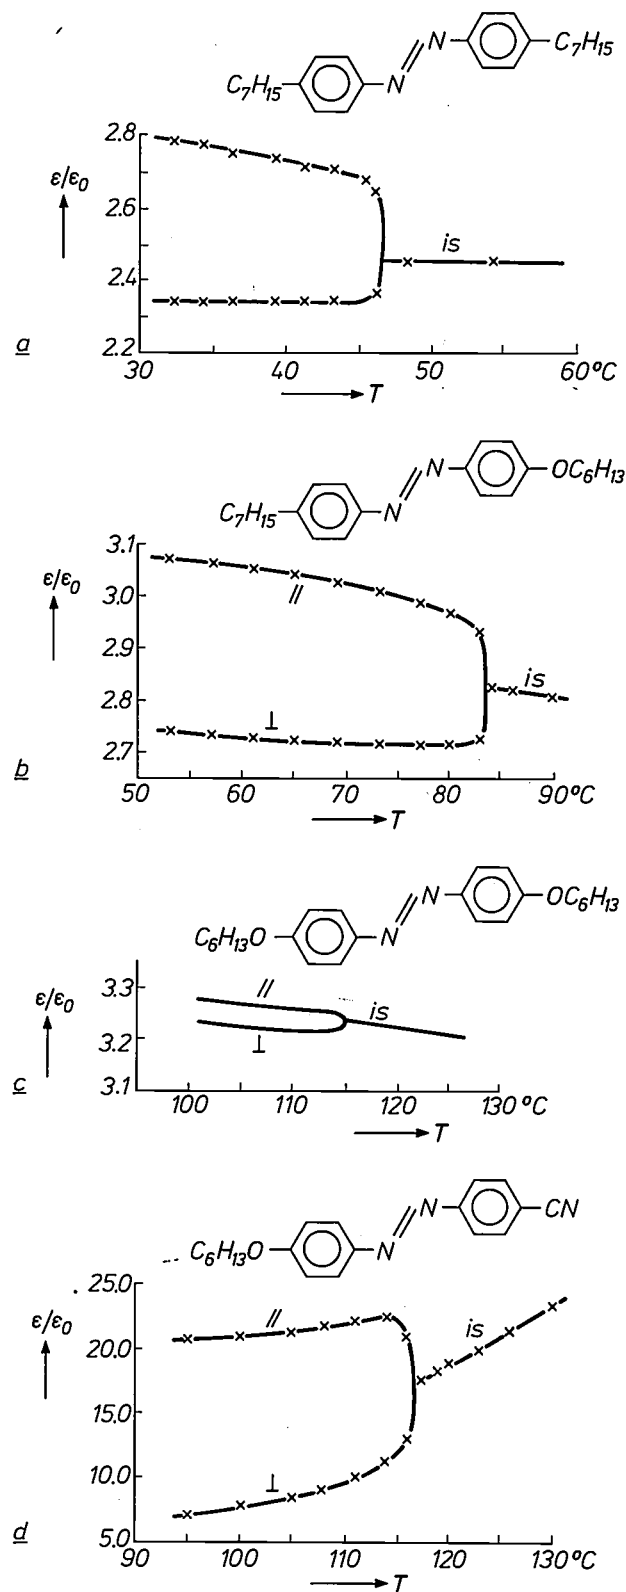 C₇H₁₅ N N C₇H₁₅
2.8
ε/ε₀
2.6
is
2.4
a
2.2
30 40 50 60°C
T
C₇H₁₅ N N OC₆H₁₃
3.1
ε/ε₀
3.0
//
2.9
2.8 is
⊥
2.7
b
50 60 70 80 90°C
T
C₆H₁₃O N N OC₆H₁₃
3.3 //
ε/ε₀
is
3.2
⊥
c
3.1
100 110 120 130°C
T
C₆H₁₃O N N CN
25.0
// is
ε/ε₀
20.0
15.0
10.0
⊥
d
5.0
90 100 110 120 130°C
T